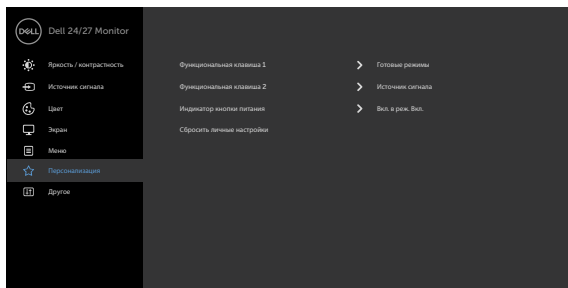 DELL Dell 24/27 Monitor
Яркость / контрастность
Функциональная клавиша 1 Готовые режимы
Источник сигнала
Функциональная клавиша 2 Источник сигнала
Цвет
Индикатор кнопки питания Вкл. в реж. Вкл.
Экран
Сбросить личные настройки
Меню
Персонализация
Другое